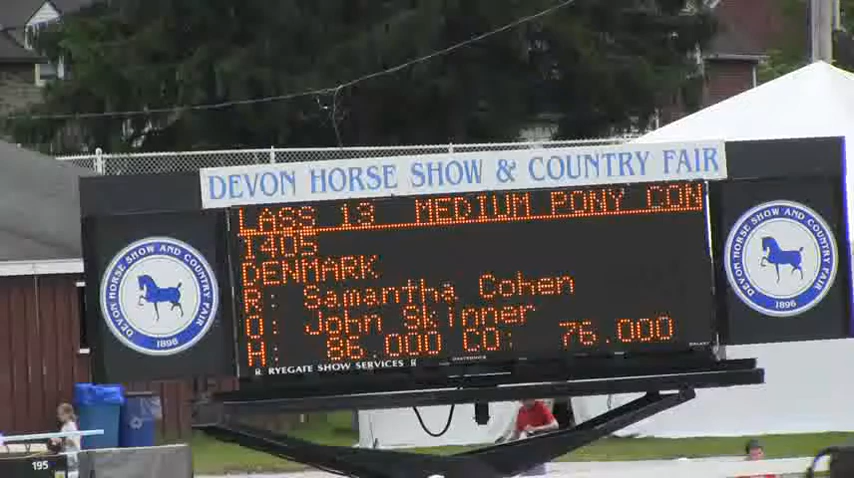 DEVON HORSE SHOW & COUNTRY FAIR
LASS 13 MEDIUM PONY CON
1405
DENMARK
R: Samantha Cohen
O: John Skinner
H: 86.000 CO: 76.000
RYEGATE SHOW SERVICES
DEVON HORSE SHOW AND COUNTRY FAIR
1896
DEVON HORSE SHOW AND COUNTRY FAIR
1896
195